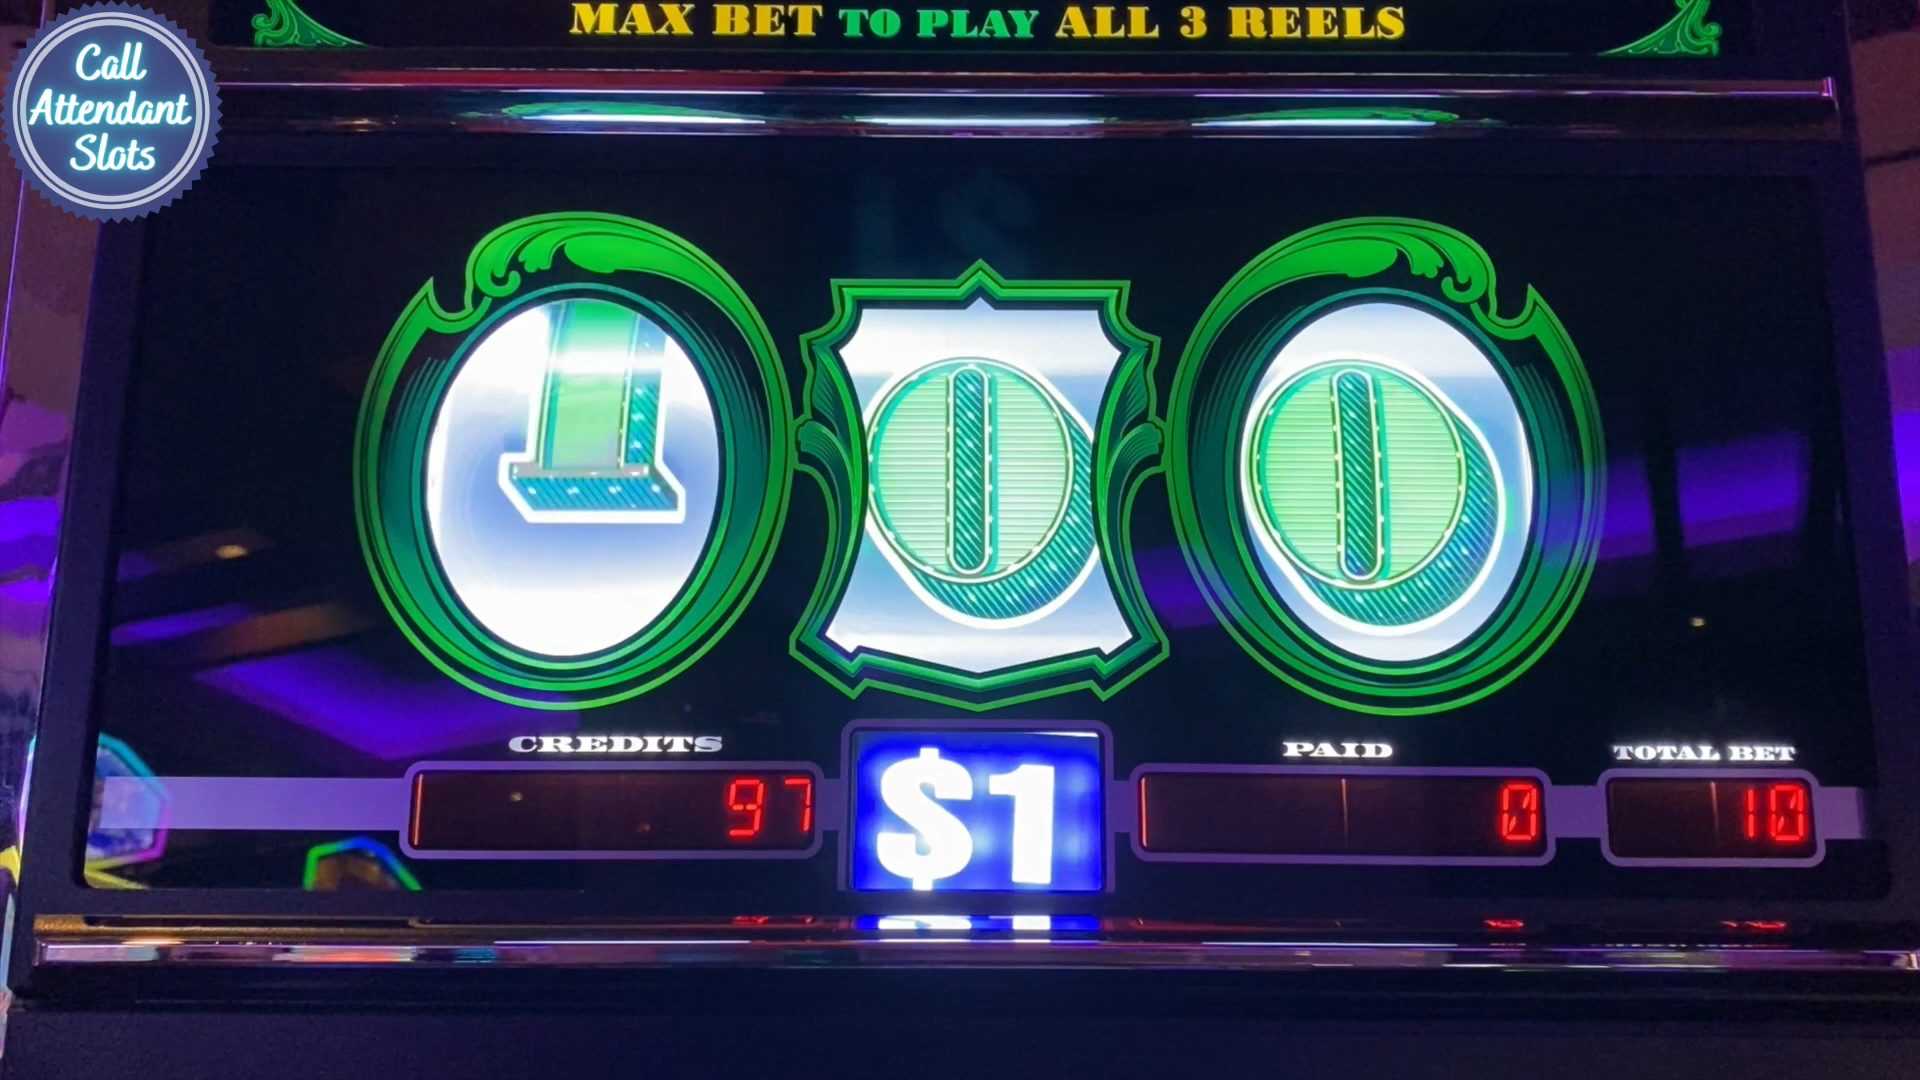 MAX BET TO PLAY ALL 3 REELS
Call
Attendant
Slots
1 0 0
CREDITS
PAID
TOTAL BET
97
$1
0
10